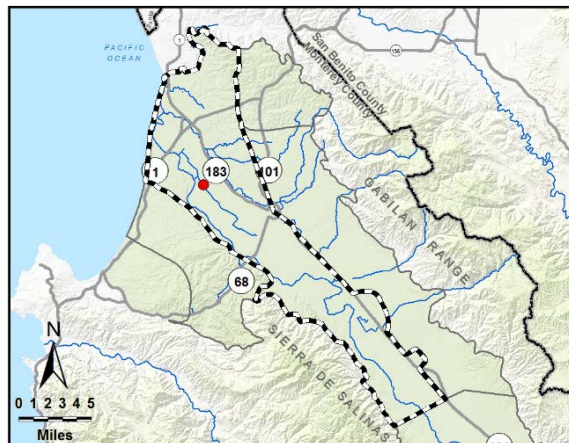 PACIFIC
OCEAN
1
156
San Benito County
Monterey County
1
183
101
GABILAN RANGE
68
SIERRA DE SALINAS
N
0 1 2 3 4 5
Miles